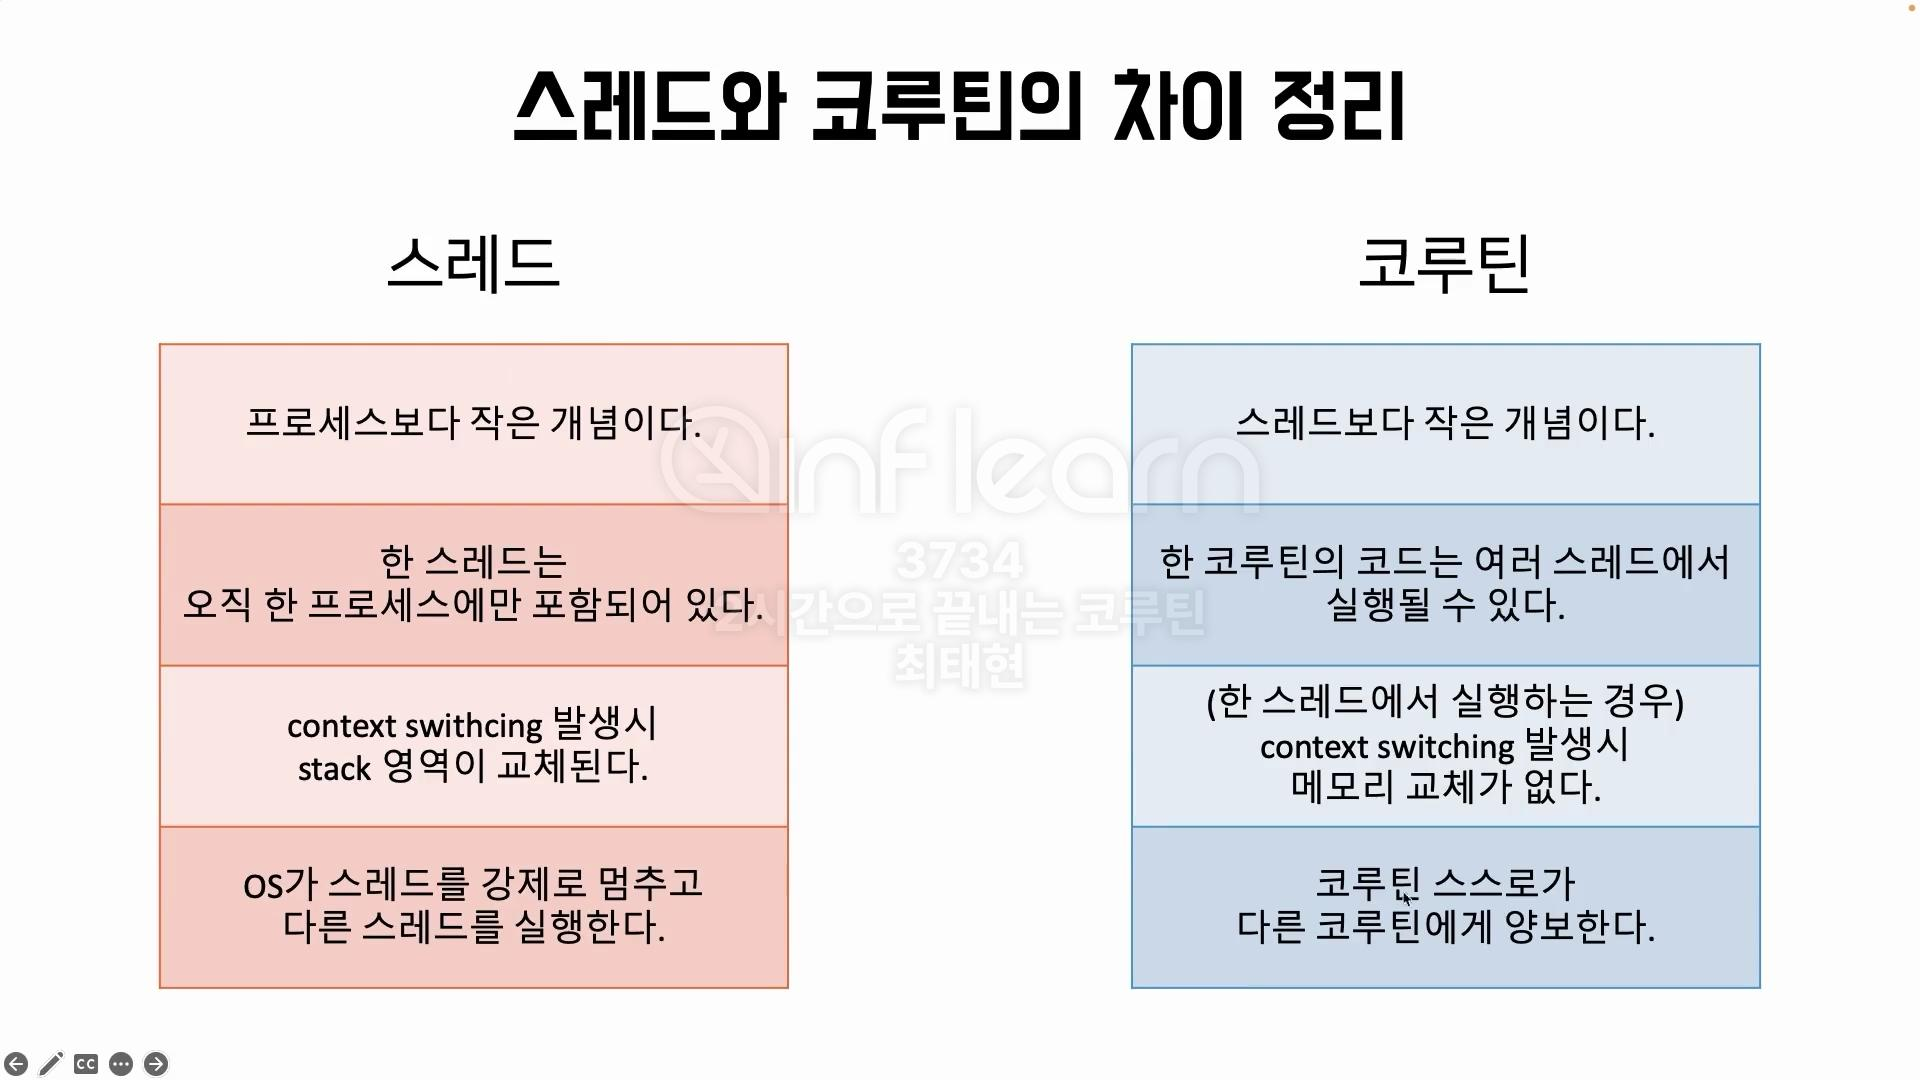 스레드와 코루틴의 차이 정리
스레드
프로세스보다 작은 개념이다.
한 스레드는
오직 한 프로세스에만 포함되어 있다.
context swithcing 발생시
stack 영역이 교체된다.
OS가 스레드를 강제로 멈추고
다른 스레드를 실행한다.
코루틴
스레드보다 작은 개념이다.
한 코루틴의 코드는 여러 스레드에서
실행될 수 있다.
(한 스레드에서 실행하는 경우)
context switching 발생시
메모리 교체가 없다.
코루틴 스스로가
다른 코루틴에게 양보한다.
inflearn
3734
2시간으로 끝내는 코루틴
최태현
CC